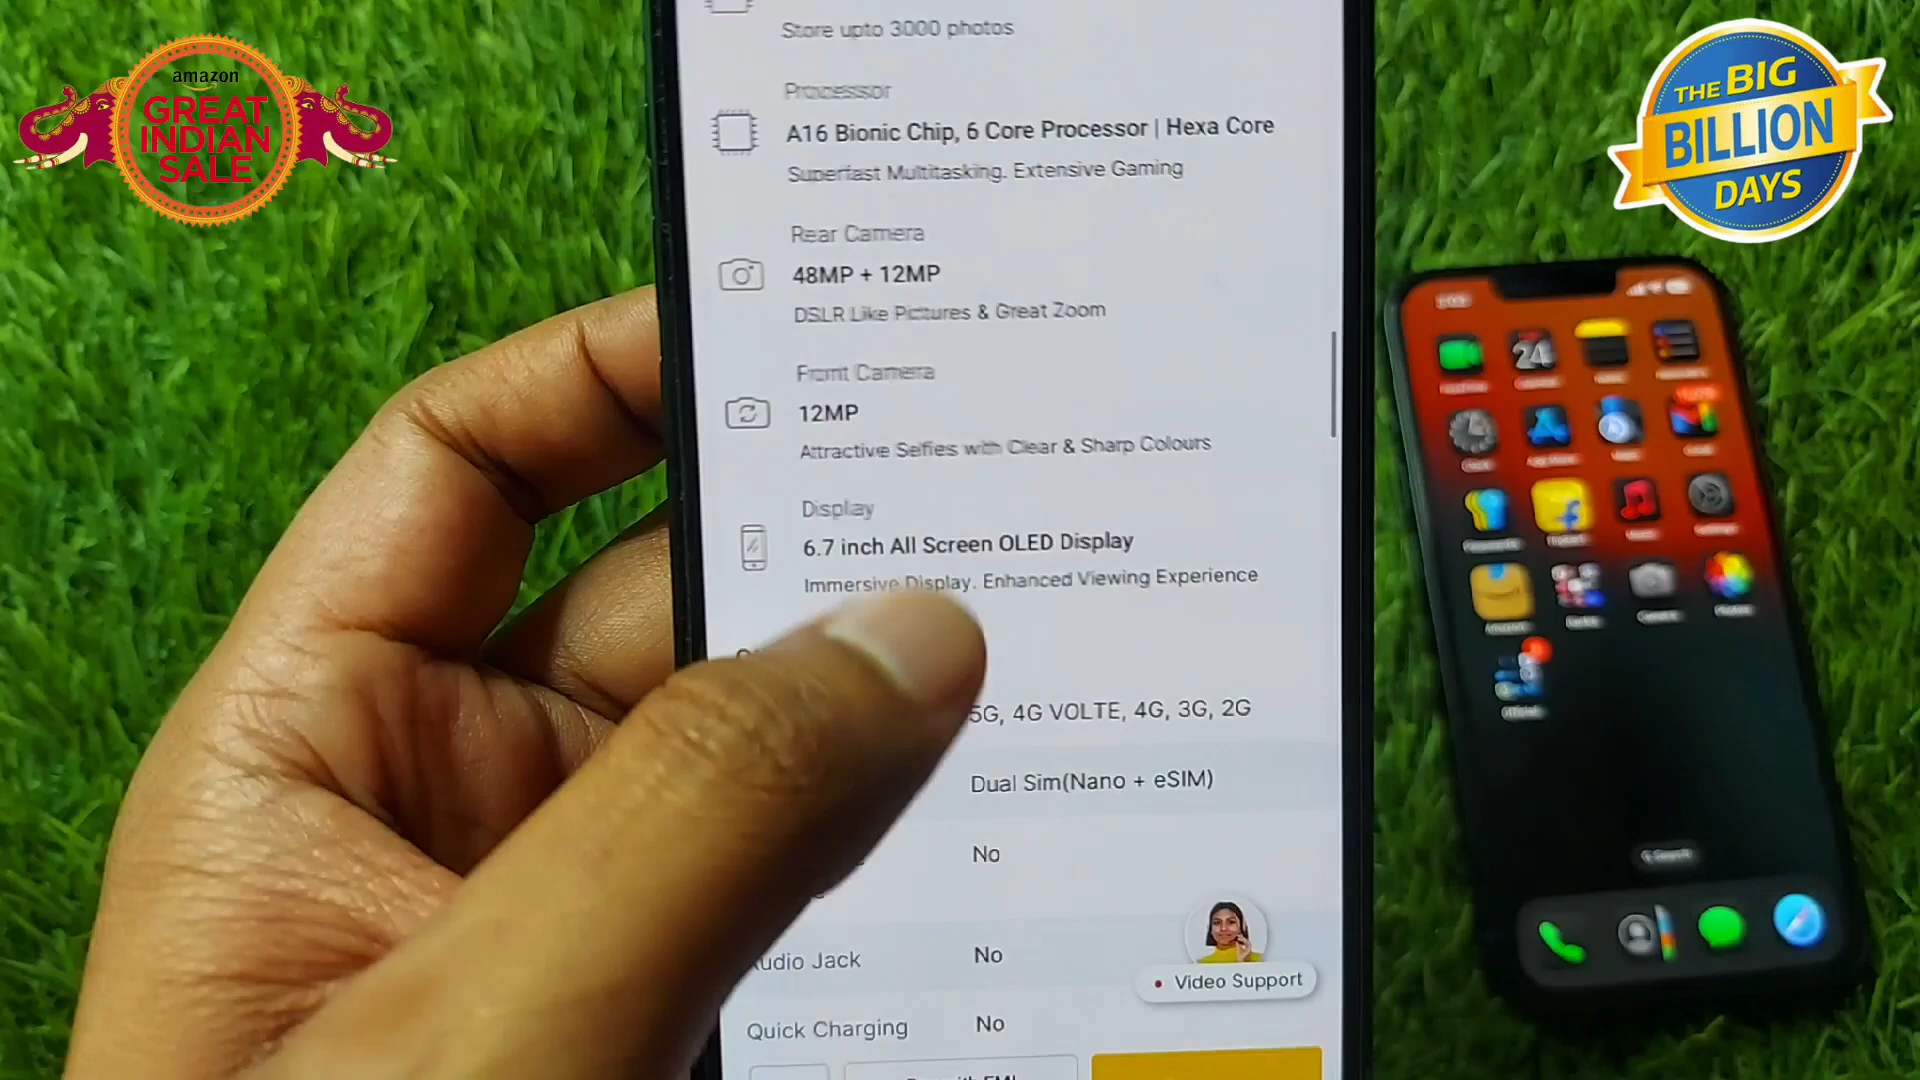 amazon
GREAT
INDIAN
SALE
THE BIG
BILLION
DAYS
Store upto 3000 photos
Processor
A16 Bionic Chip, 6 Core Processor | Hexa Core
Superfast Multitasking. Extensive Gaming
Rear Camera
48MP + 12MP
DSLR Like Pictures & Great Zoom
Front Camera
12MP
Attractive Selfies with Clear & Sharp Colours
Display
6.7 inch All Screen OLED Display
Immersive Display. Enhanced Viewing Experience
5G, 4G VOLTE, 4G, 3G, 2G
Dual Sim(Nano + eSIM)
No
Audio Jack No
Video Support
Quick Charging No
24